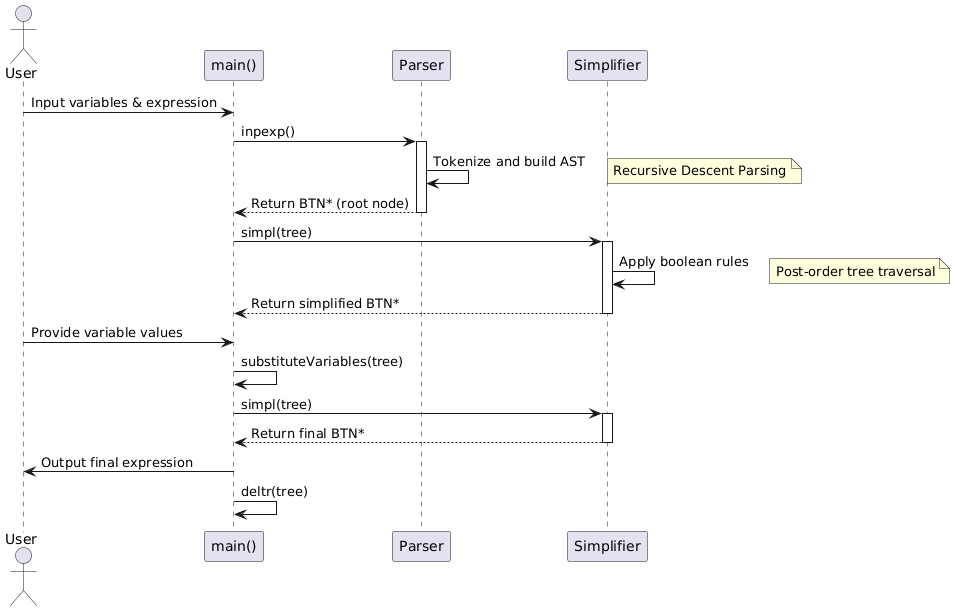 User
main()
Parser
Simplifier
Input variables & expression
inpexp()
Tokenize and build AST
Recursive Descent Parsing
Return BTN* (root node)
simpl(tree)
Apply boolean rules
Post-order tree traversal
Return simplified BTN*
Provide variable values
substituteVariables(tree)
simpl(tree)
Return final BTN*
Output final expression
deltr(tree)
User
main()
Parser
Simplifier